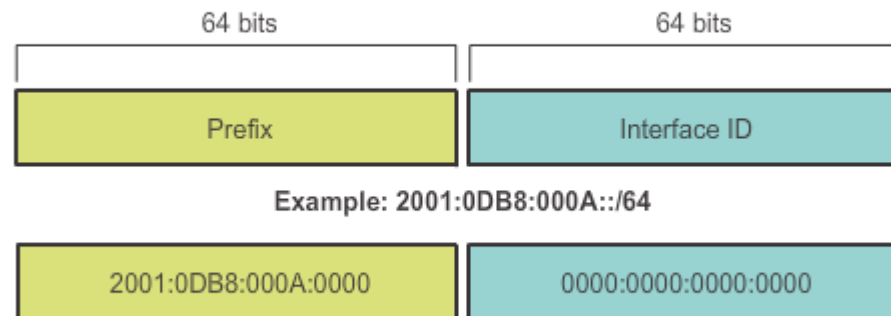 64 bits 64 bits
Prefix Interface ID
Example: 2001:0DB8:000A::/64
2001:0DB8:000A:0000 0000:0000:0000:0000